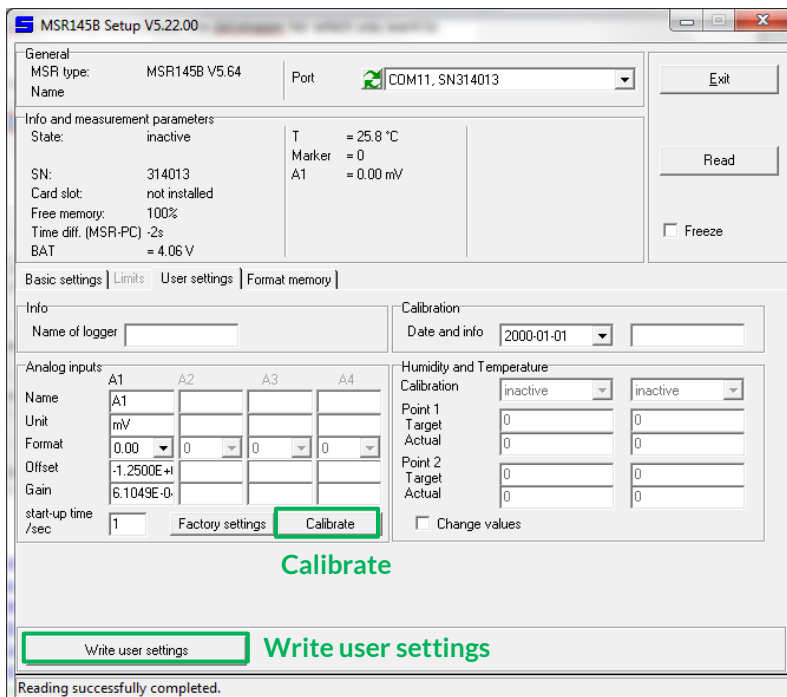 MSR145B Setup V5.22.00
General
MSR type: MSR145B V5.64
Name
Port COM11, SN314013
Exit
Info and measurement parameters
State: inactive
T = 25.8 °C
Marker = 0
SN: 314013
A1 = 0.00 mV
Read
Card slot: not installed
Free memory: 100%
Time diff. (MSR-PC) -2s
Freeze
BAT = 4.06 V
Basic settings Limits User settings Format memory
Info
Name of logger
Calibration
Date and info 2000-01-01
Analog inputs
A1 A2 A3 A4
Name A1
Unit mV
Format 0.00 0 0 0
Offset -1.2500E+
Gain 6.1049E-0
start-up time
/sec 1 Factory settings Calibrate
Humidity and Temperature
Calibration inactive inactive
Point 1
Target 0 0
Actual 0 0
Point 2
Target 0 0
Actual 0 0
Change values
Calibrate
Write user settings Write user settings
Reading successfully completed.